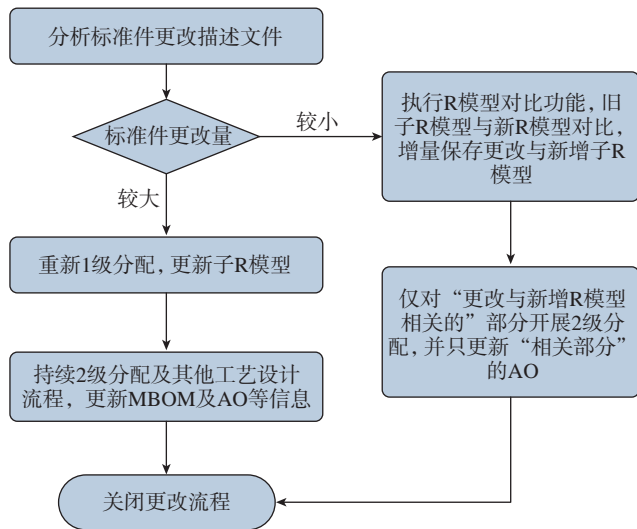 分析标准件更改描述文件
标准件更改量
较小
较大
执行R模型对比功能，旧
子R模型与新R模型对比，
增量保存更改与新增子R
模型
重新1级分配，更新子R模型
仅对“更改与新增R模型
相关的”部分开展2级分
配，并只更新“相关部分”
的AO
持续2级分配及其他工艺设计
流程，更新MBOM及AO等信息
关闭更改流程